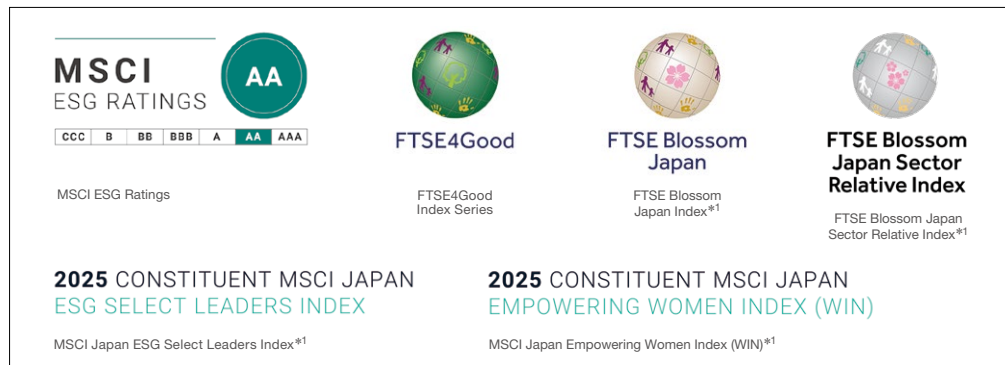 MSCI
ESG RATINGS
AA
CCC B BB BBB A AA AAA
MSCI ESG Ratings
FTSE4Good
FTSE4Good
Index Series
FTSE Blossom
Japan
FTSE Blossom
Japan Index*1
FTSE Blossom
Japan Sector
Relative Index
FTSE Blossom Japan
Sector Relative Index*1
2025 CONSTITUENT MSCI JAPAN
ESG SELECT LEADERS INDEX
MSCI Japan ESG Select Leaders Index*1
2025 CONSTITUENT MSCI JAPAN
EMPOWERING WOMEN INDEX (WIN)
MSCI Japan Empowering Women Index (WIN)*1